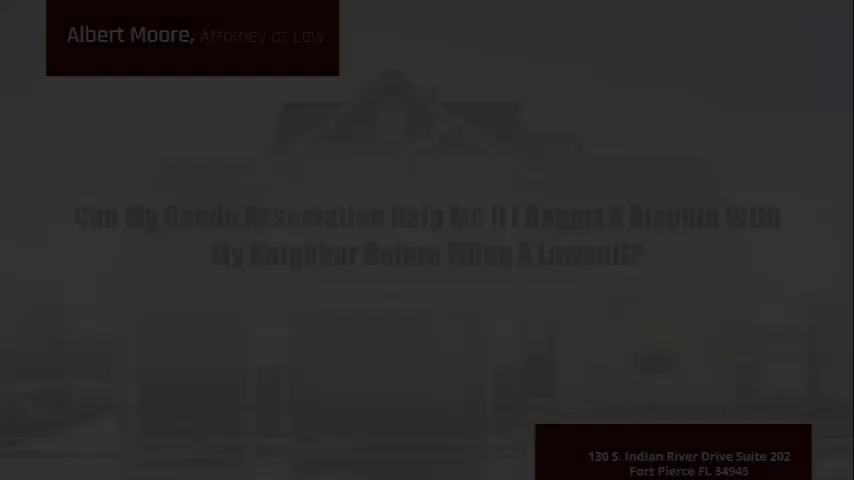 Albert Moore, Attorney at Law
Can My Condo Association Help Me If I Report A Dispute With
My Neighbor Before Filing A Lawsuit?
130 S. Indian River Drive Suite 202
Fort Pierce FL 34945